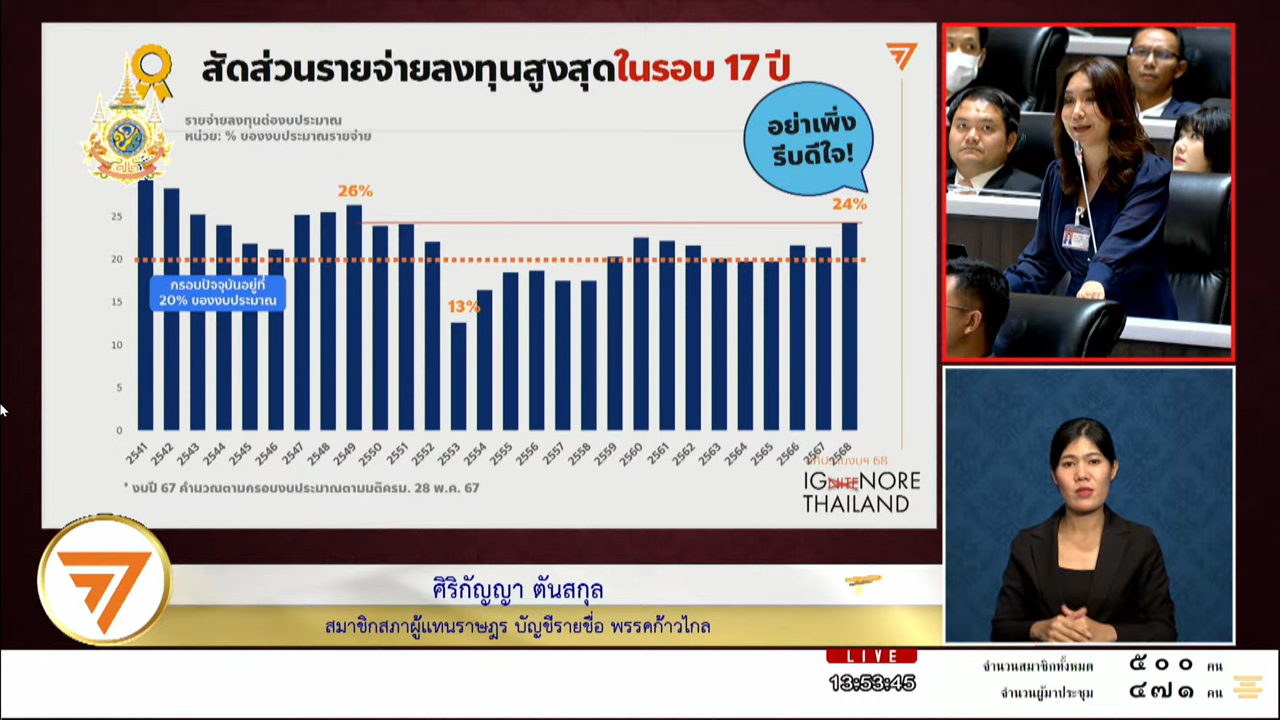 สัดส่วนรายจ่ายลงทุนสูงสุดในรอบ 17 ปี
รายจ่ายลงทุนต่องบประมาณ
หน่วย: % ของงบประมาณรายจ่าย
อย่าเพิ่ง
รีบดีใจ!
26%
24%
13%
กรอบปัจจุบันอยู่ที่
20% ของงบประมาณ
25
20
15
10
5
0
2541 2542 2543 2544 2545 2546 2547 2548 2549 2550 2551 2552 2553 2554 2555 2556 2557 2558 2559 2560 2561 2562 2563 2564 2565 2566 2567 2568
* งบปี 67 คำนวณตามกรอบงบประมาณตามมติครม. 28 พ.ค. 67
IGNITENORE
THAILAND
ศิริกัญญา ตันสกุล
สมาชิกสภาผู้แทนราษฎร บัญชีรายชื่อ พรรคก้าวไกล
LIVE
13:53:45
จำนวนสมาชิกทั้งหมด ๕๐๐ คน
จำนวนผู้มาประชุม ๔๗๑ คน